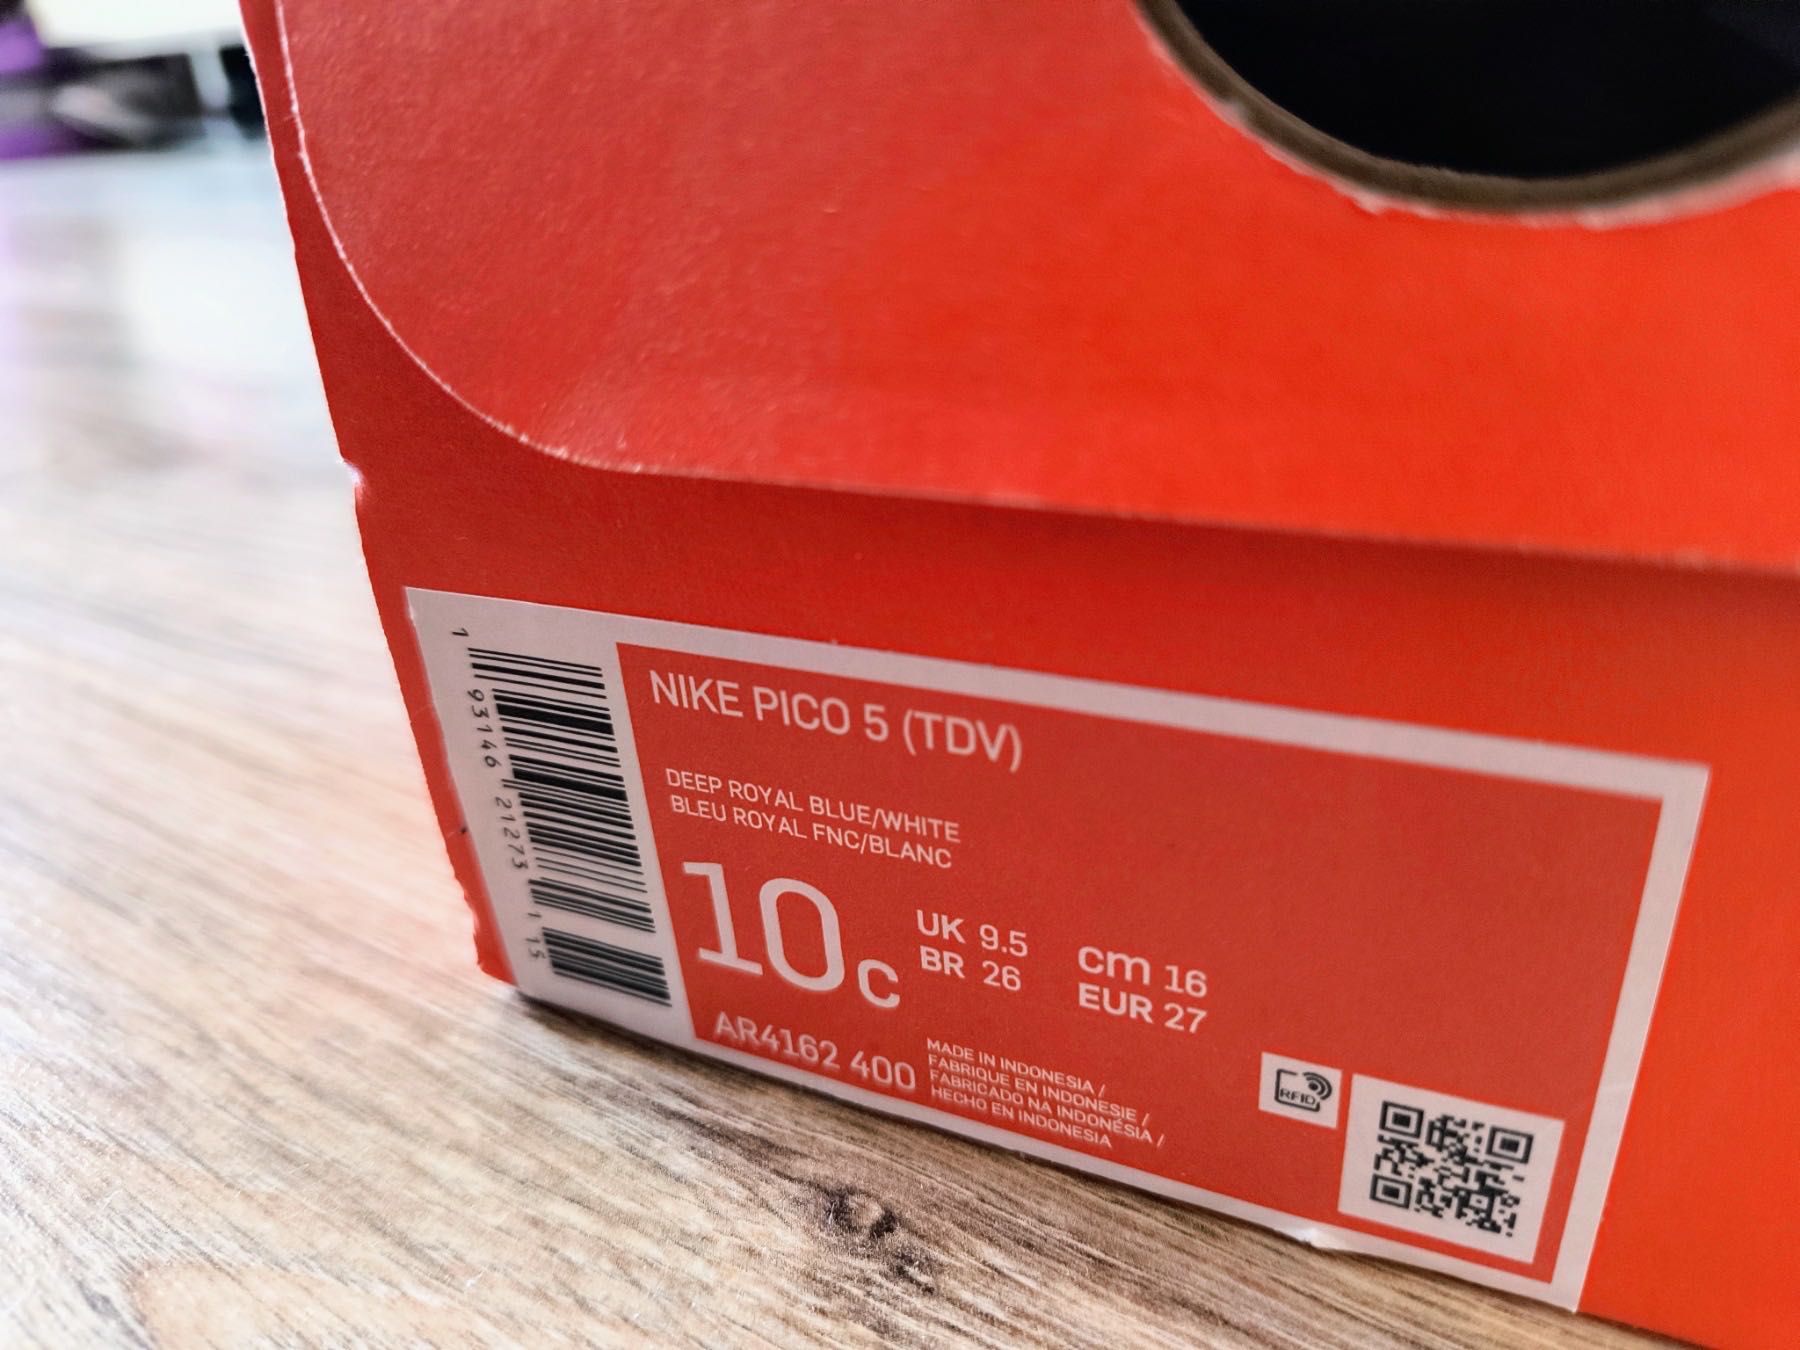 1 93146 21273 1 15
NIKE PICO 5 (TDV)
DEEP ROYAL BLUE/WHITE
BLEU ROYAL FNC/BLANC
10c
UK 9.5
BR 26
cm 16
EUR 27
AR4162 400
MADE IN INDONESIA /
FABRIQUE EN INDONESIE /
FABRICADO NA INDONÉSIA /
HECHO EN INDONESIA
RFID